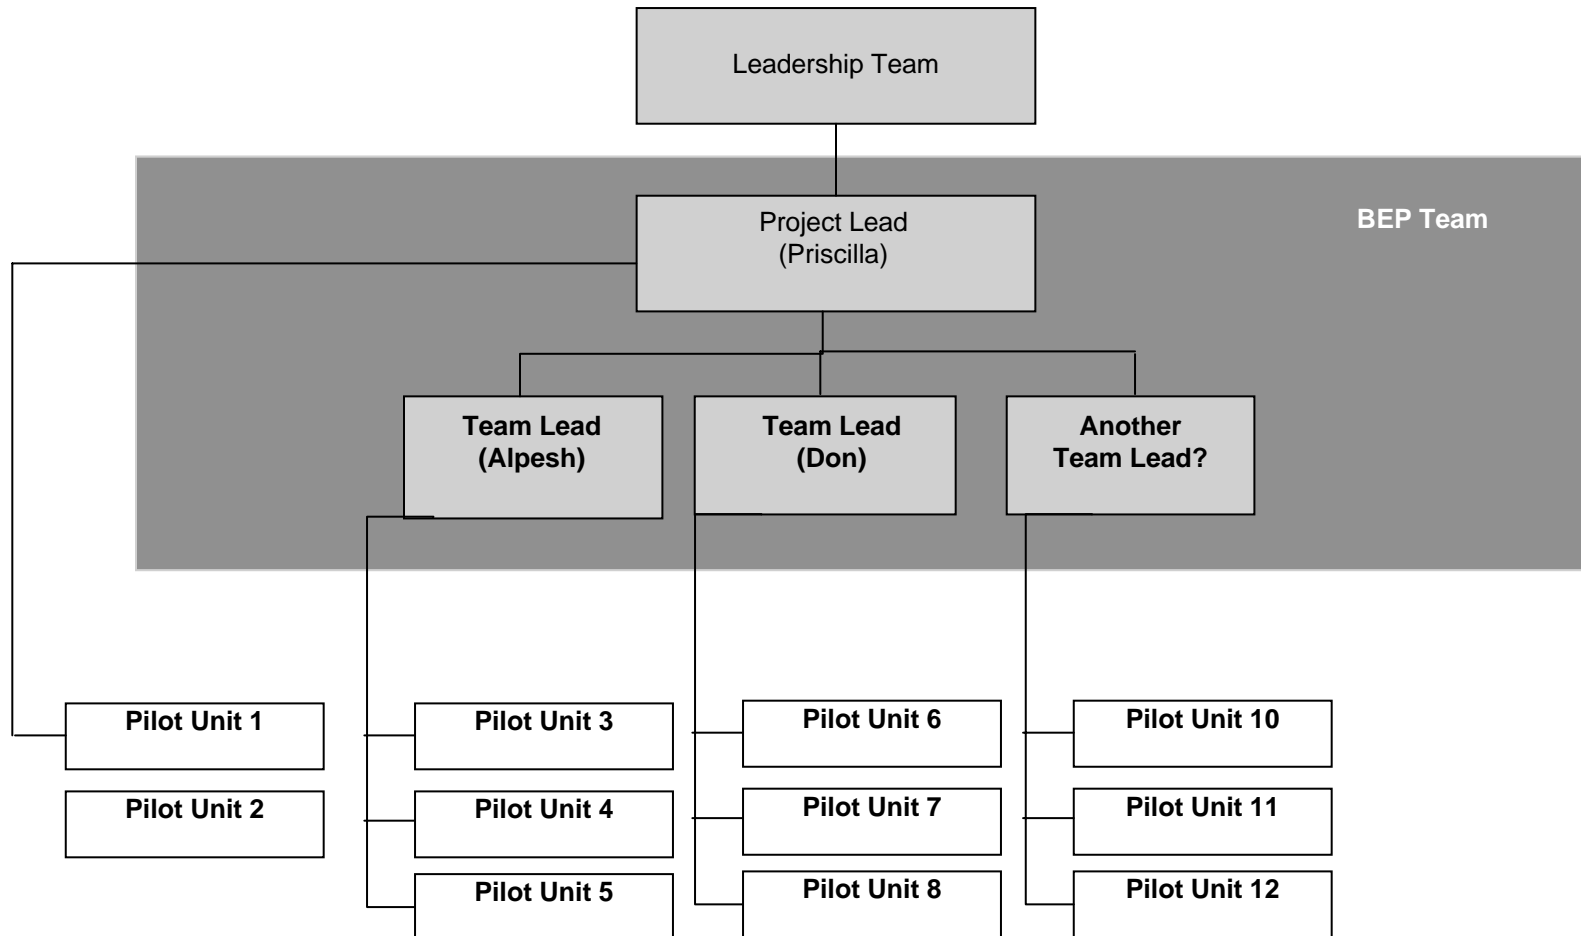 Leadership Team
BEP Team
Project Lead
(Priscilla)
Team Lead
(Alpesh)
Team Lead
(Don)
Another
Team Lead?
Pilot Unit 1
Pilot Unit 3
Pilot Unit 6
Pilot Unit 10
Pilot Unit 2
Pilot Unit 4
Pilot Unit 7
Pilot Unit 11
Pilot Unit 5
Pilot Unit 8
Pilot Unit 12